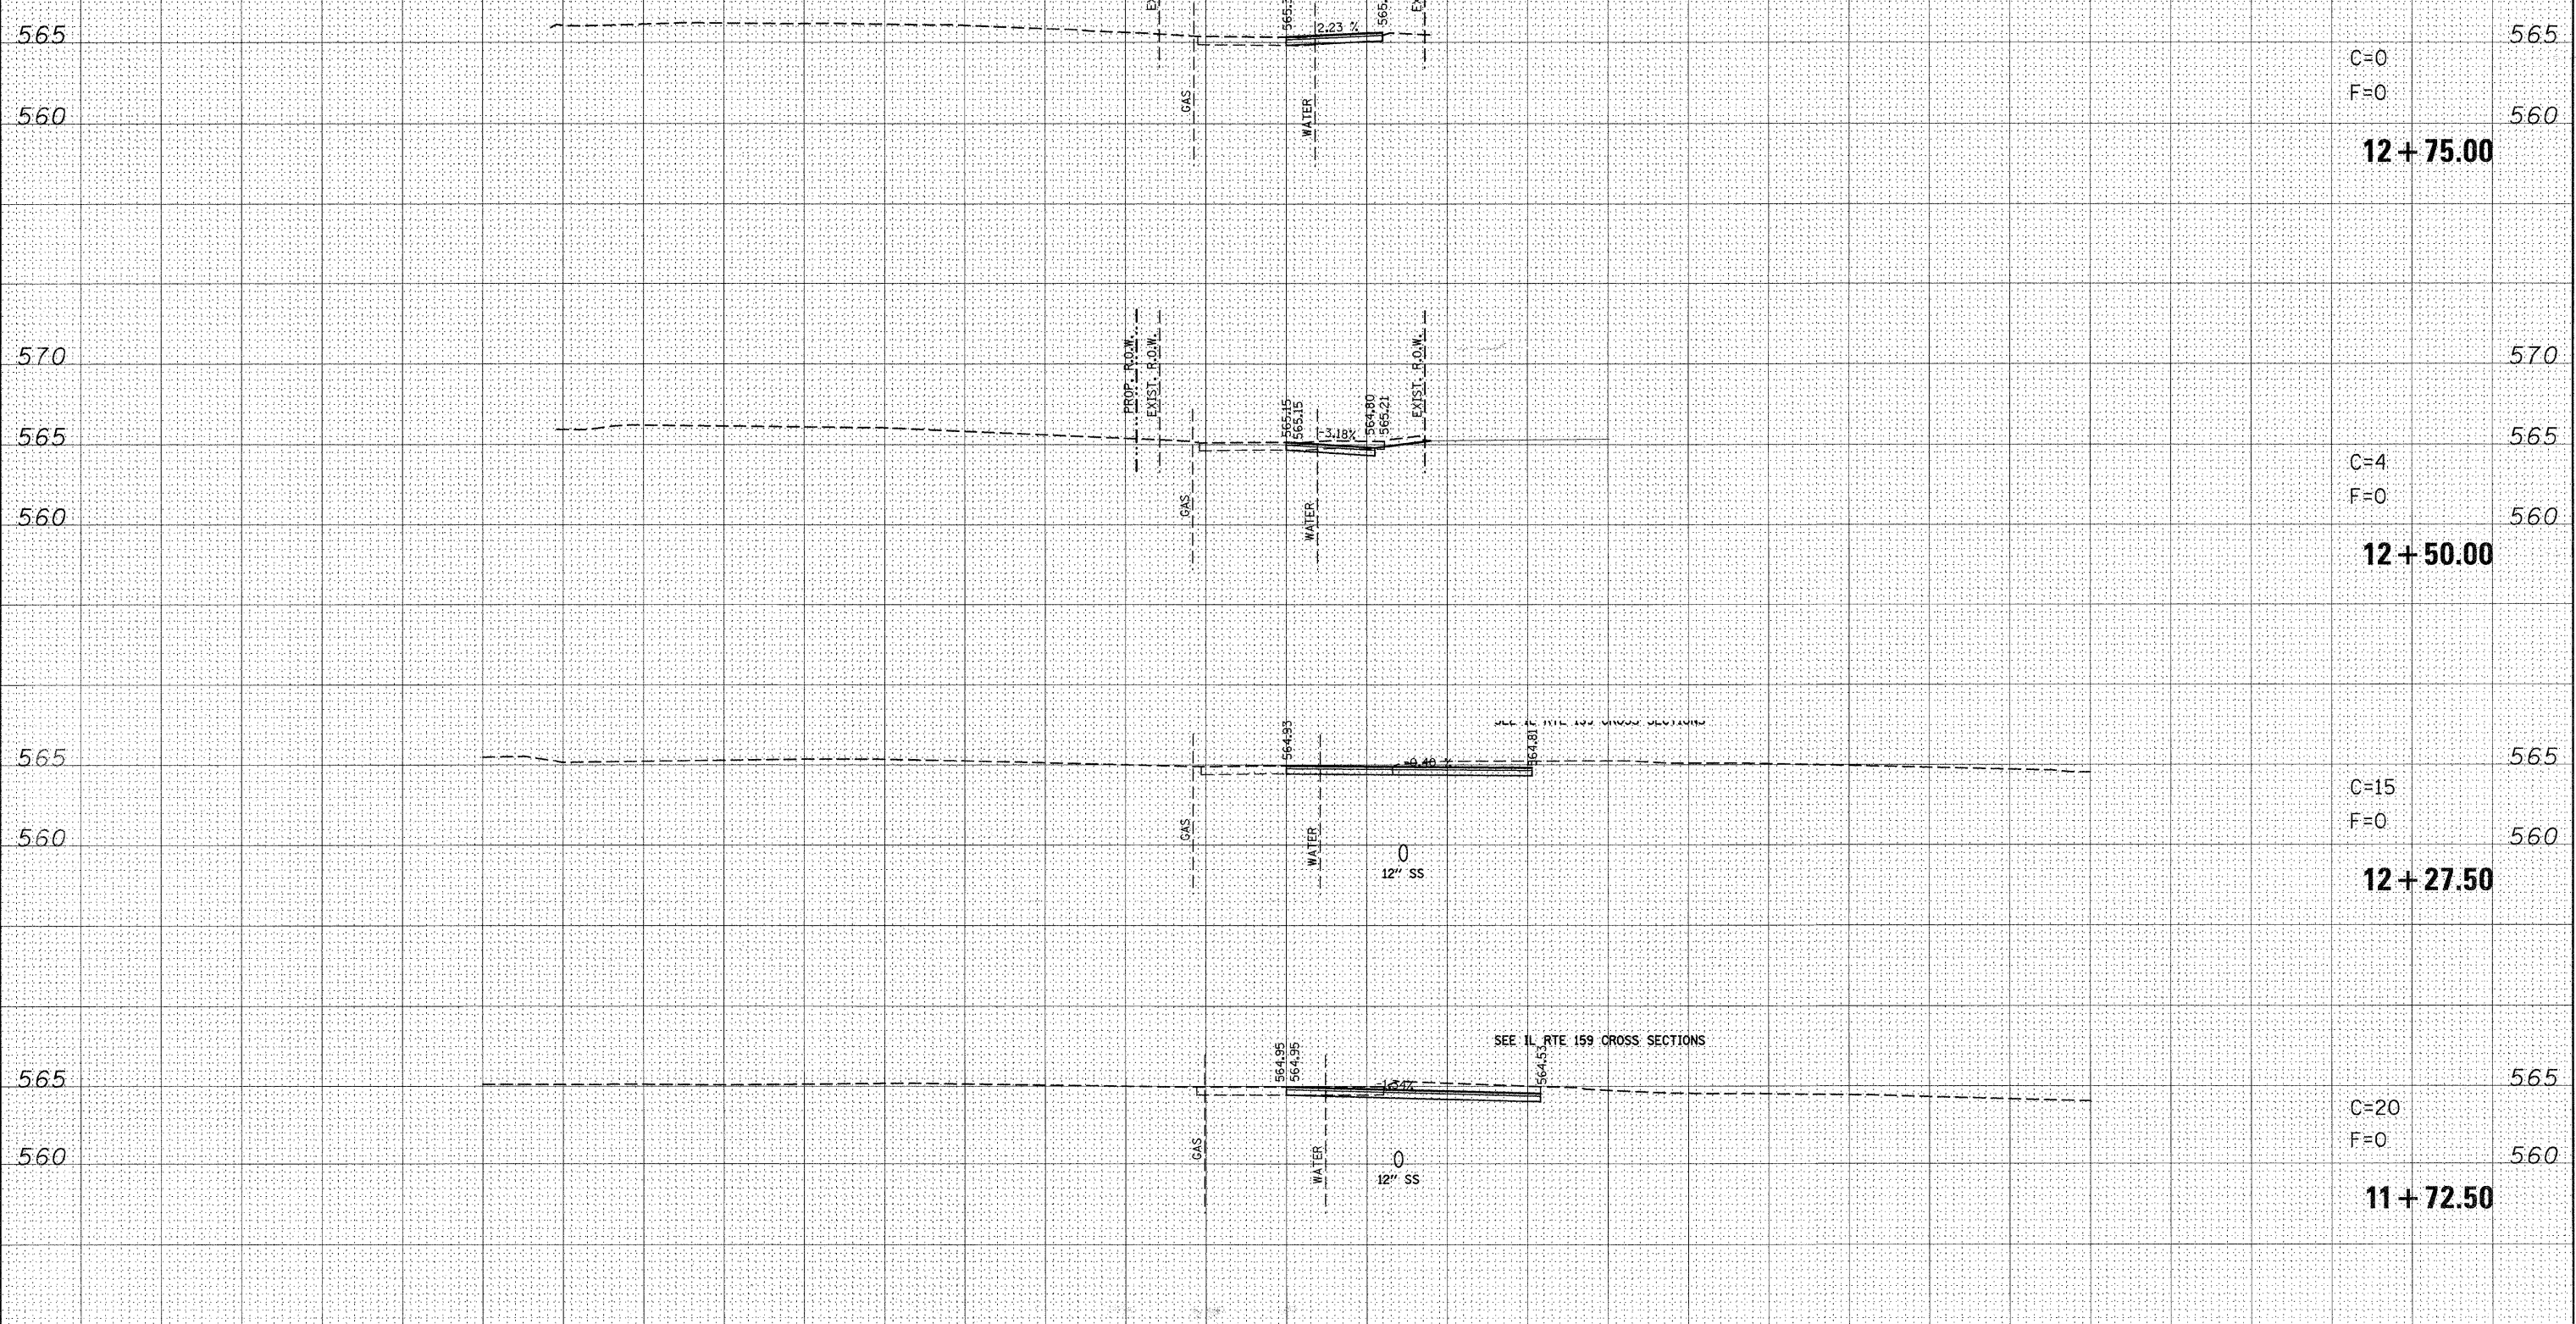 565 2.23 % 565
C=0
F=0
GAS WATER
560 560
12+75.00
PROP. R.O.W. EXIST. R.O.W. EXIST. R.O.W.
570 570
565.15 565.15 -3.18% 564.80 565.21
565 565
C=4
F=0
GAS WATER
560 560
12+50.00
564.93 564.81
565 565
C=15
F=0
GAS WATER
560 560
12" SS
12+27.50
SEE IL RTE 159 CROSS SECTIONS
564.95 564.95 564.53
565 565
C=20
F=0
GAS WATER
560 560
12" SS
11+72.50